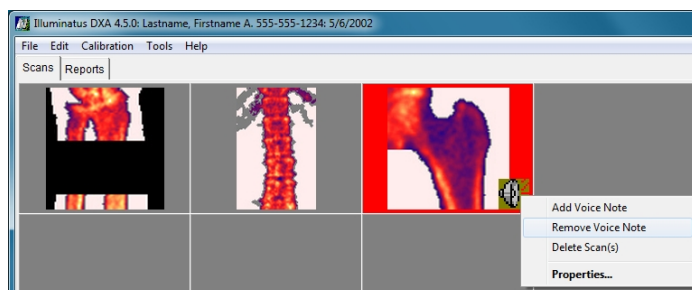 Illuminatus DXA 4.5.0: Lastname, Firstname A. 555-555-1234: 5/6/2002
File Edit Calibration Tools Help
Scans Reports
Add Voice Note
Remove Voice Note
Delete Scan(s)
Properties...